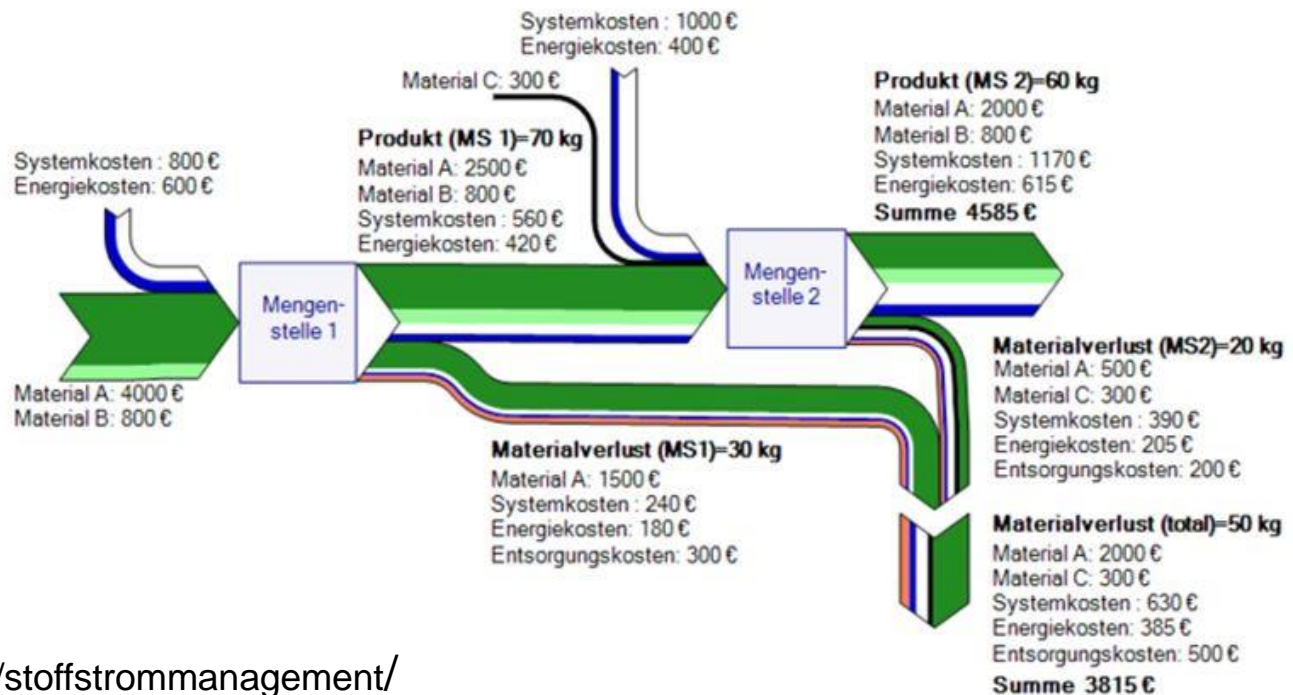 Systemkosten : 1000 €
Energiekosten: 400 €
Material C: 300 €
Systemkosten : 800 €
Energiekosten: 600 €
Produkt (MS 1)=70 kg
Material A: 2500 €
Material B: 800 €
Systemkosten : 560 €
Energiekosten: 420 €
Produkt (MS 2)=60 kg
Material A: 2000 €
Material B: 800 €
Systemkosten : 1170 €
Energiekosten: 615 €
Summe 4585 €
Mengen-
stelle 1
Mengen-
stelle 2
Material A: 4000 €
Material B: 800 €
Materialverlust (MS1)=30 kg
Material A: 1500 €
Systemkosten : 240 €
Energiekosten: 180 €
Entsorgungskosten: 300 €
Materialverlust (MS2)=20 kg
Material A: 500 €
Material C: 300 €
Systemkosten : 390 €
Energiekosten: 205 €
Entsorgungskosten: 200 €
Materialverlust (total)=50 kg
Material A: 2000 €
Material C: 300 €
Systemkosten : 630 €
Energiekosten: 385 €
Entsorgungskosten: 500 €
Summe 3815 €
/stoffstrommanagement/